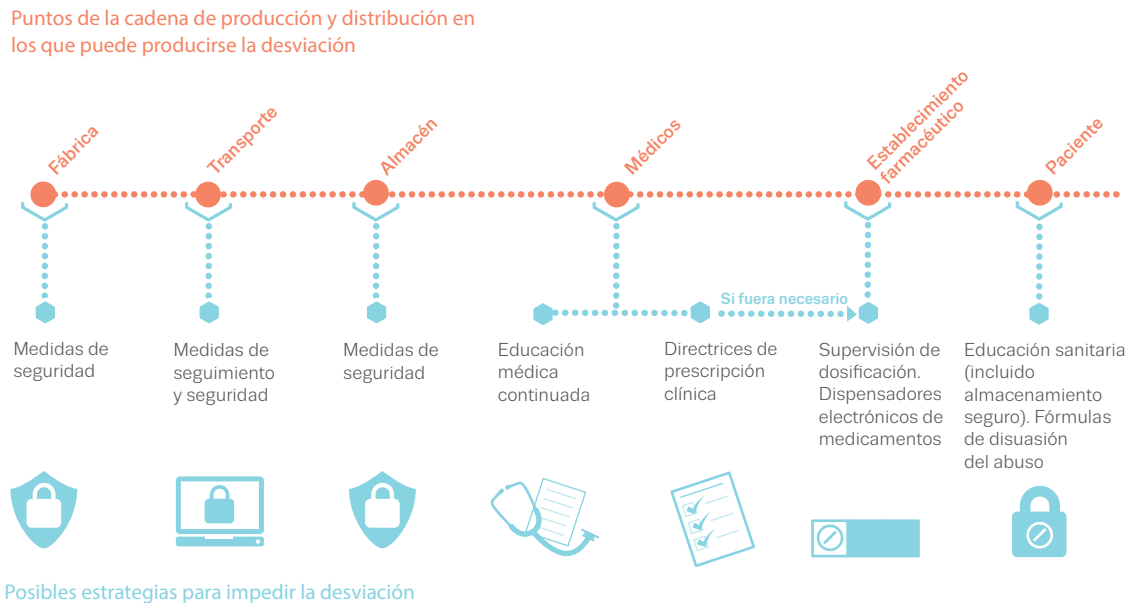 Puntos de la cadena de producción y distribución en
los que puede producirse la desviación
Fábrica
Transporte
Almacén
Médicos
Establecimiento
farmacéutico
Paciente
Si fuera necesario
Medidas de
seguridad
Medidas de
seguimiento
y seguridad
Medidas de
seguridad
Educación
médica
continuada
Directrices de
prescripción
clínica
Supervisión de
dosificación.
Dispensadores
electrónicos de
medicamentos
Educación sanitaria
(incluido
almacenamiento
seguro). Fórmulas
de disuasión
del abuso
Posibles estrategias para impedir la desviación